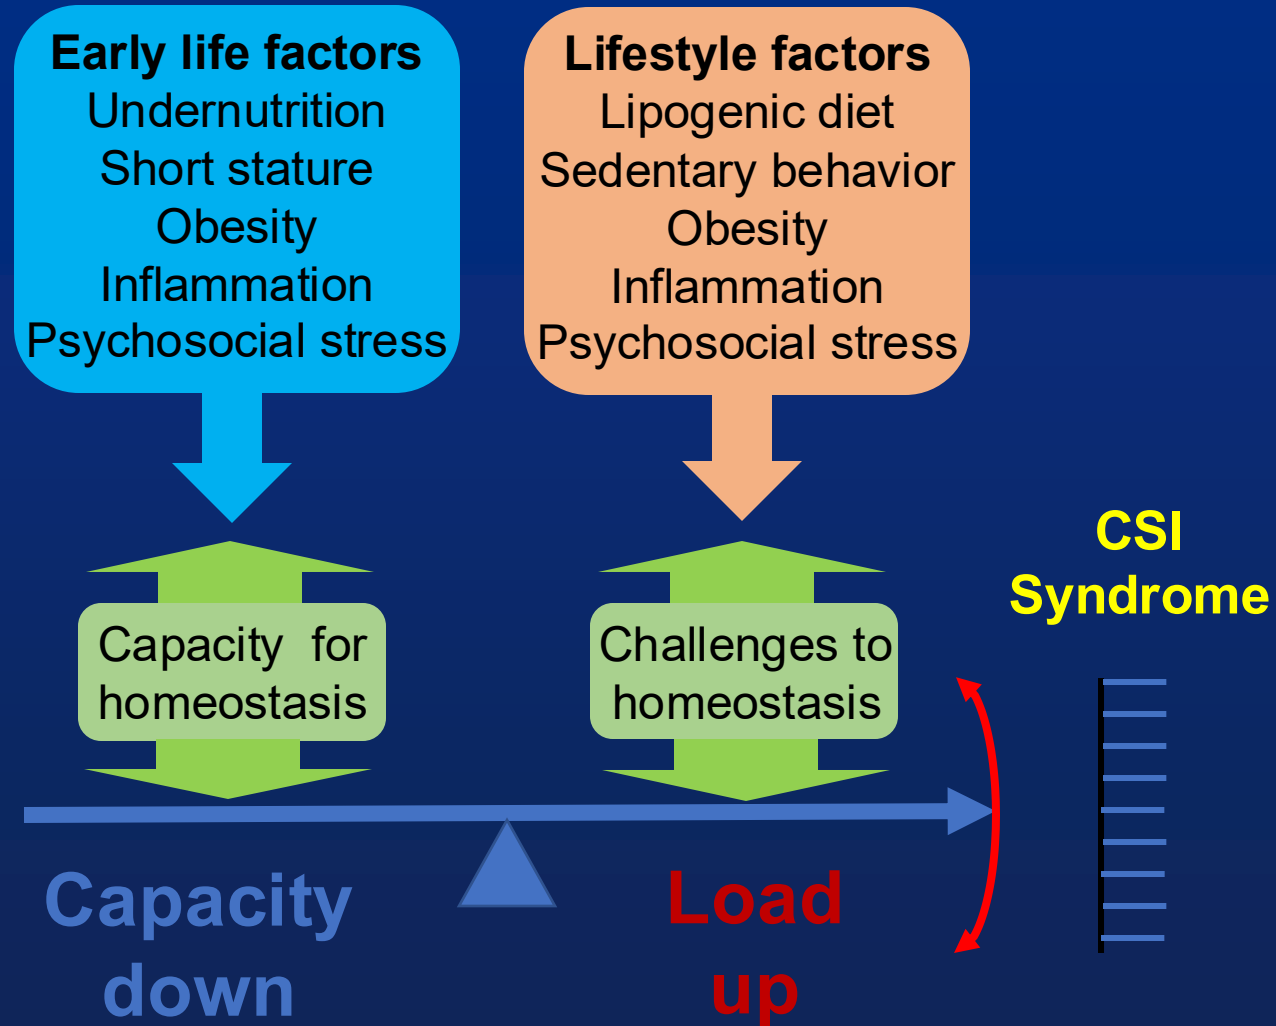 Early life factors
Undernutrition
Short stature
Obesity
Inflammation
Psychosocial stress
Lifestyle factors
Lipogenic diet
Sedentary behavior
Obesity
Inflammation
Psychosocial stress
CSI
Syndrome
Capacity for
homeostasis
Challenges to
homeostasis
Capacity
down
Load
up